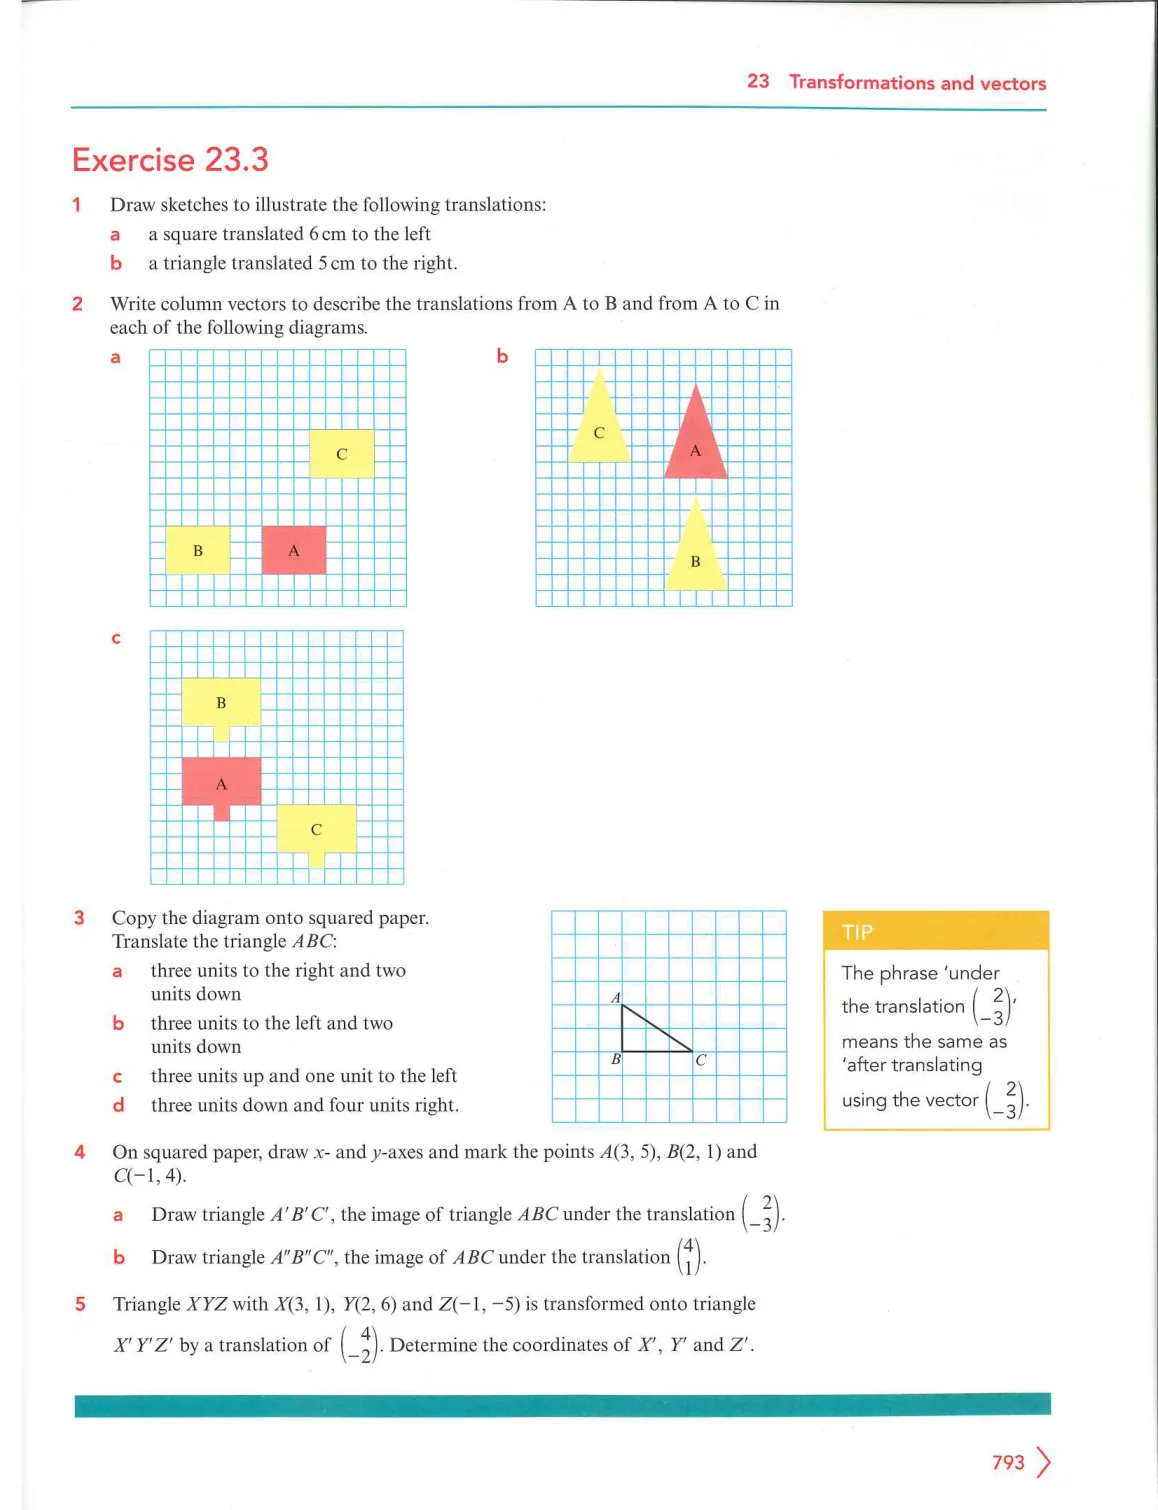 23 Transformations and vectors
Exercise 23.3
1 Draw sketches to illustrate the following translations:
a a square translated 6 cm to the left
b a triangle translated 5 cm to the right.
2 Write column vectors to describe the translations from A to B and from A to C in
each of the following diagrams.
a
C
B
A
b
C
A
B
c
B
A
C
3 Copy the diagram onto squared paper.
Translate the triangle ABC:
a three units to the right and two
units down
b three units to the left and two
units down
c three units up and one unit to the left
d three units down and four units right.
A
B
C
TIP
The phrase 'under
the translation (2 −3)'
means the same as
'after translating
using the vector (2 −3).
4 On squared paper, draw x- and y-axes and mark the points A(3, 5), B(2, 1) and
C(−1, 4).
a Draw triangle A′B′C′, the image of triangle ABC under the translation (2 −3).
b Draw triangle A″B″C″, the image of ABC under the translation (4 1).
5 Triangle XYZ with X(3, 1), Y(2, 6) and Z(−1, −5) is transformed onto triangle
X′Y′Z′ by a translation of (4 −2). Determine the coordinates of X′, Y′ and Z′.
793